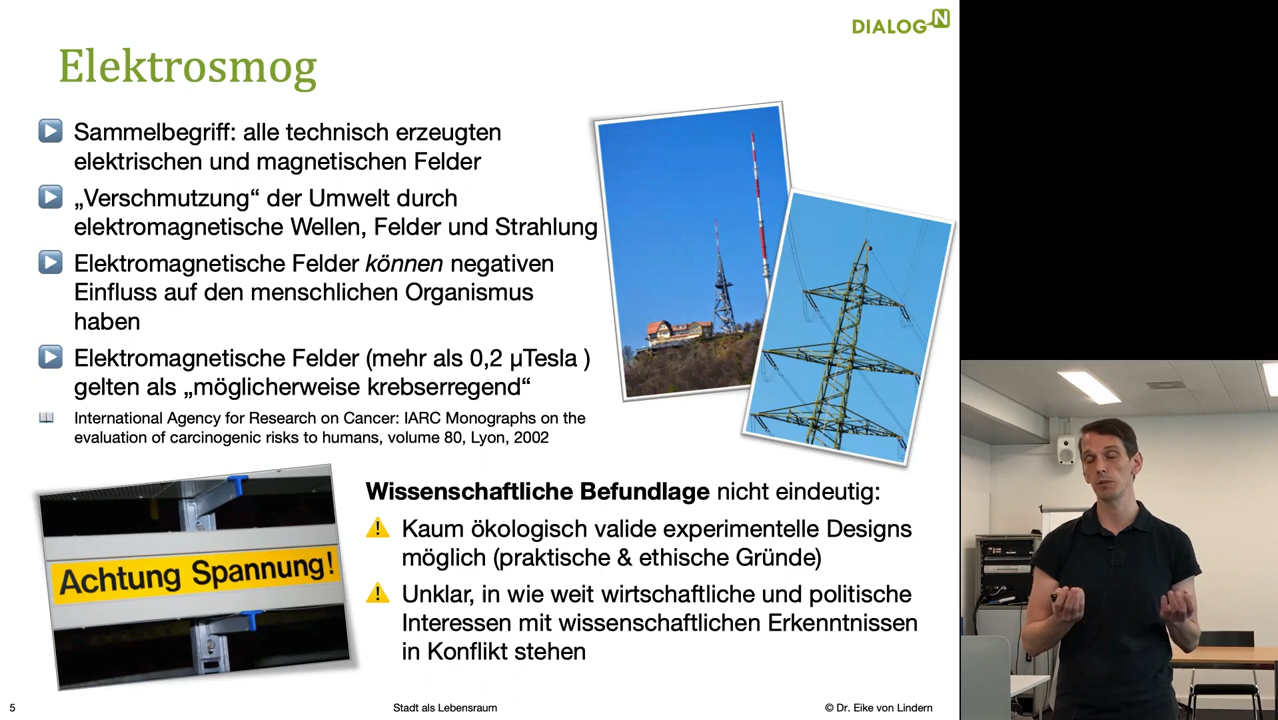 DIALOG N
Elektrosmog
Sammelbegriff: alle technisch erzeugten
elektrischen und magnetischen Felder
„Verschmutzung“ der Umwelt durch
elektromagnetische Wellen, Felder und Strahlung
Elektromagnetische Felder können negativen
Einfluss auf den menschlichen Organismus
haben
Elektromagnetische Felder (mehr als 0,2 µTesla )
gelten als „möglicherweise krebserregend“
International Agency for Research on Cancer: IARC Monographs on the
evaluation of carcinogenic risks to humans, volume 80, Lyon, 2002
Achtung Spannung!
Wissenschaftliche Befundlage nicht eindeutig:
Kaum ökologisch valide experimentelle Designs
möglich (praktische & ethische Gründe)
Unklar, in wie weit wirtschaftliche und politische
Interessen mit wissenschaftlichen Erkenntnissen
in Konflikt stehen
5
Stadt als Lebensraum
© Dr. Eike von Lindern